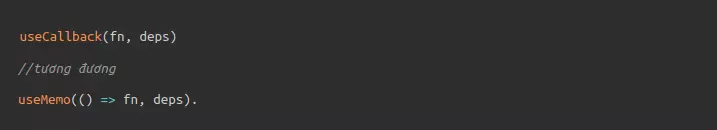 useCallback(fn, deps)
//tương đương
useMemo(() => fn, deps).